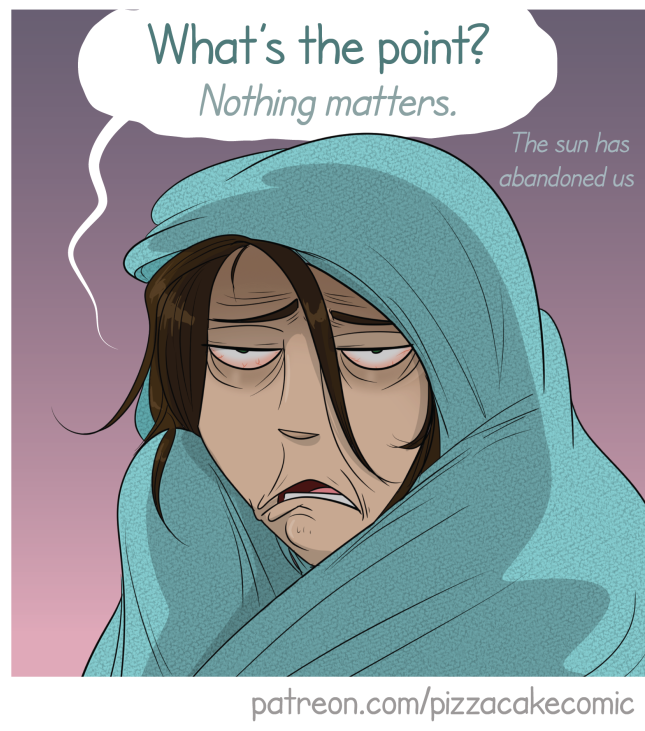 What's the point?
Nothing matters.
The sun has
abandoned us
patreon.com/pizzacakecomic